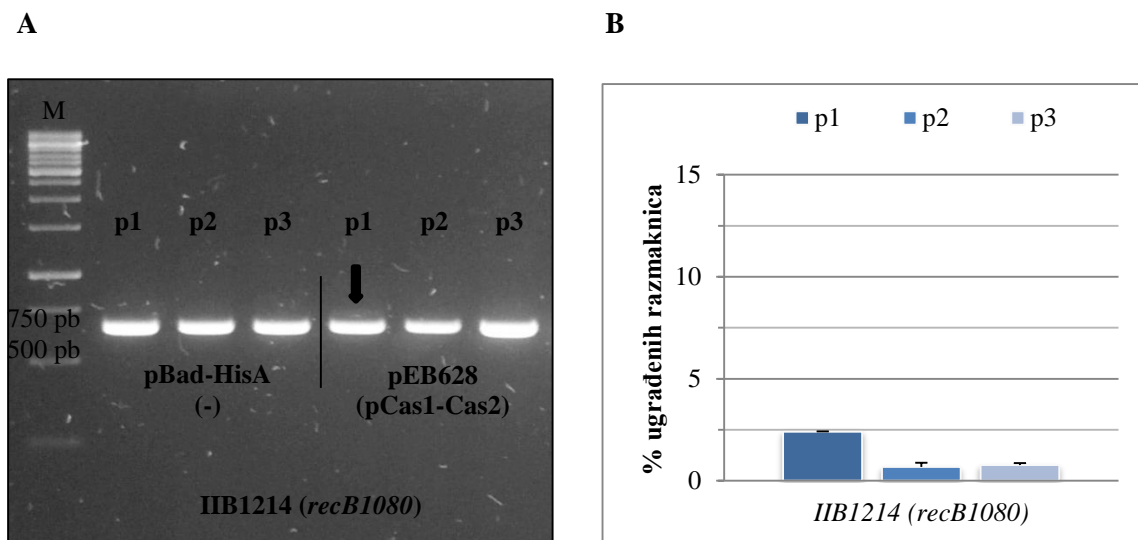 A
M
p1 p2 p3 p1 p2 p3
750 pb
500 pb
pBad-HisA pEB628
(-) (pCas1-Cas2)
IIB1214 (recB1080)
B
p1 p2 p3
% ugrađenih razmaknica
15
10
5
0
IIB1214 (recB1080)